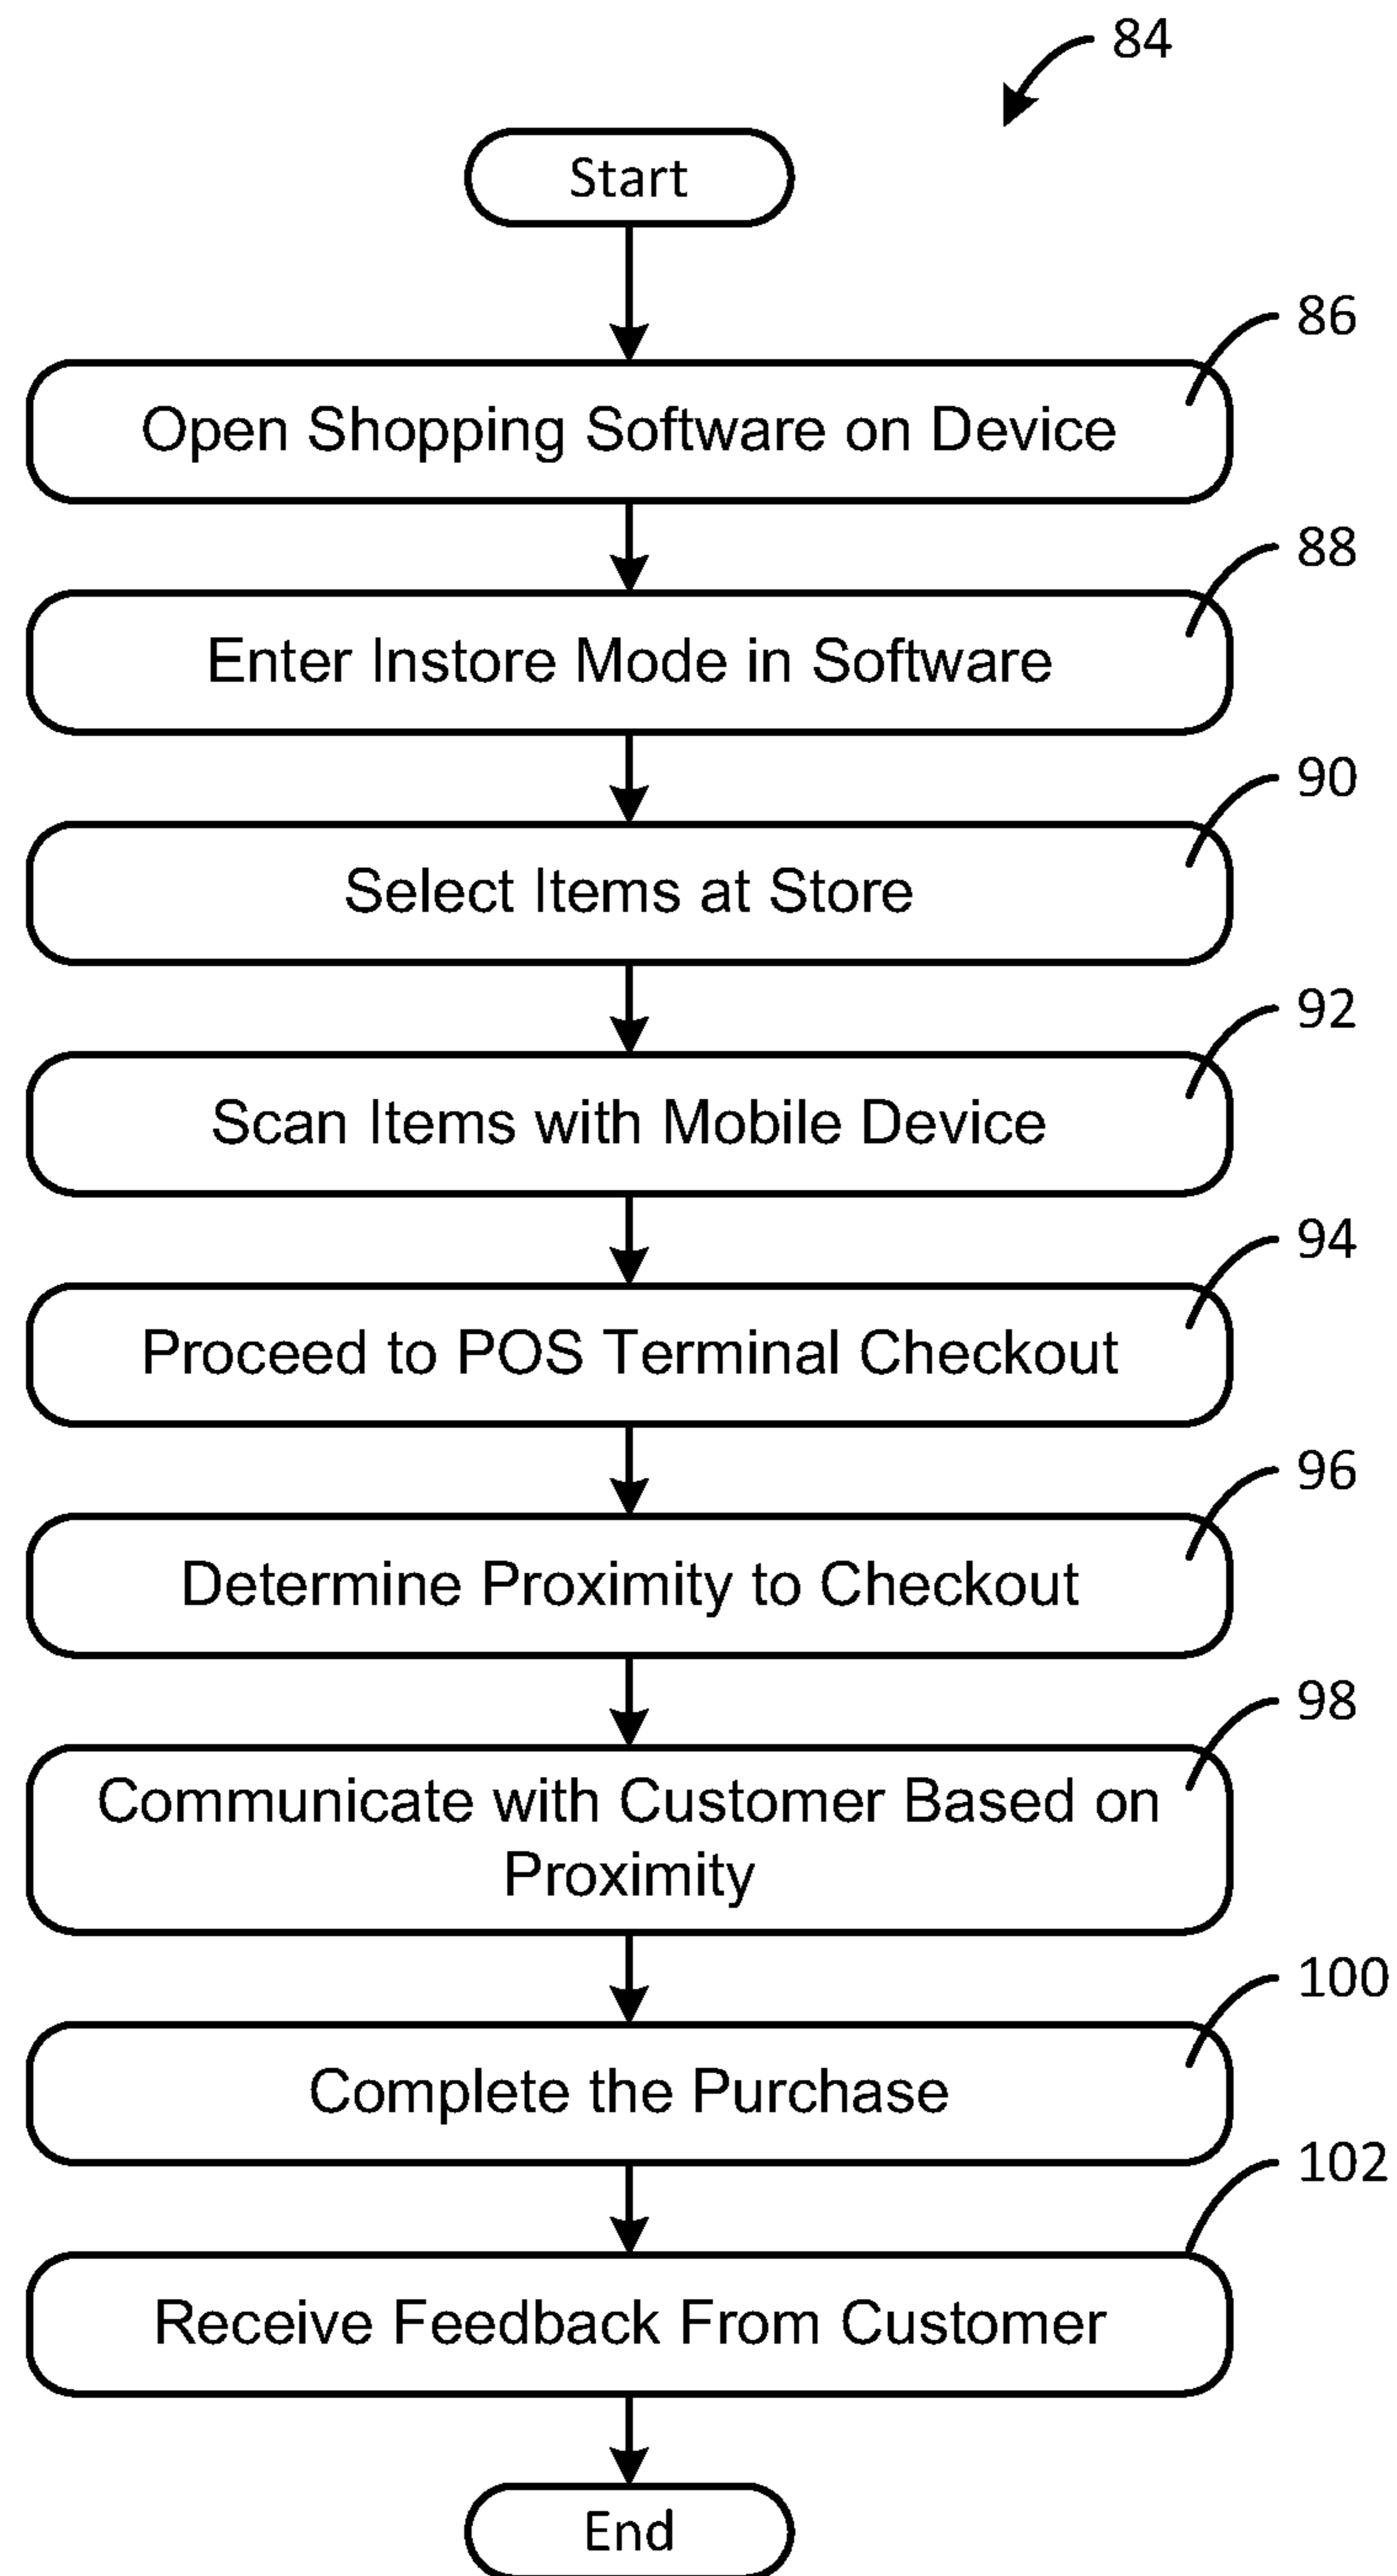 84
Start
86
Open Shopping Software on Device
88
Enter Instore Mode in Software
90
Select Items at Store
92
Scan Items with Mobile Device
94
Proceed to POS Terminal Checkout
96
Determine Proximity to Checkout
98
Communicate with Customer Based on
Proximity
100
Complete the Purchase
102
Receive Feedback From Customer
End